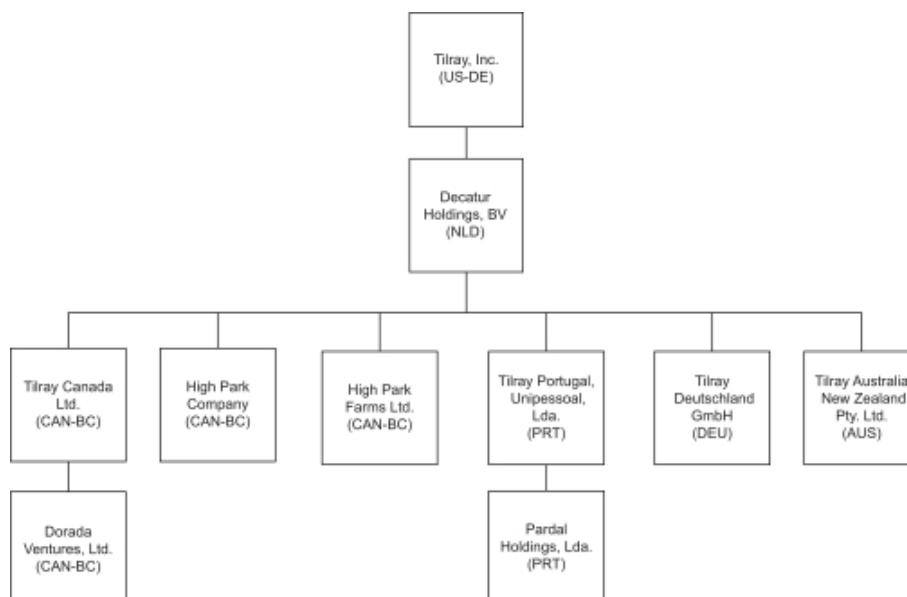 Tilray, Inc.
(US-DE)
Decatur
Holdings, BV
(NLD)
Tilray Canada
Ltd.
(CAN-BC)
High Park
Company
(CAN-BC)
High Park
Farms Ltd.
(CAN-BC)
Tilray Portugal,
Unipessoal,
Lda.
(PRT)
Tilray
Deutschland
GmbH
(DEU)
Tilray Australia
New Zealand
Pty. Ltd.
(AUS)
Dorada
Ventures, Ltd.
(CAN-BC)
Pardal
Holdings, Lda.
(PRT)